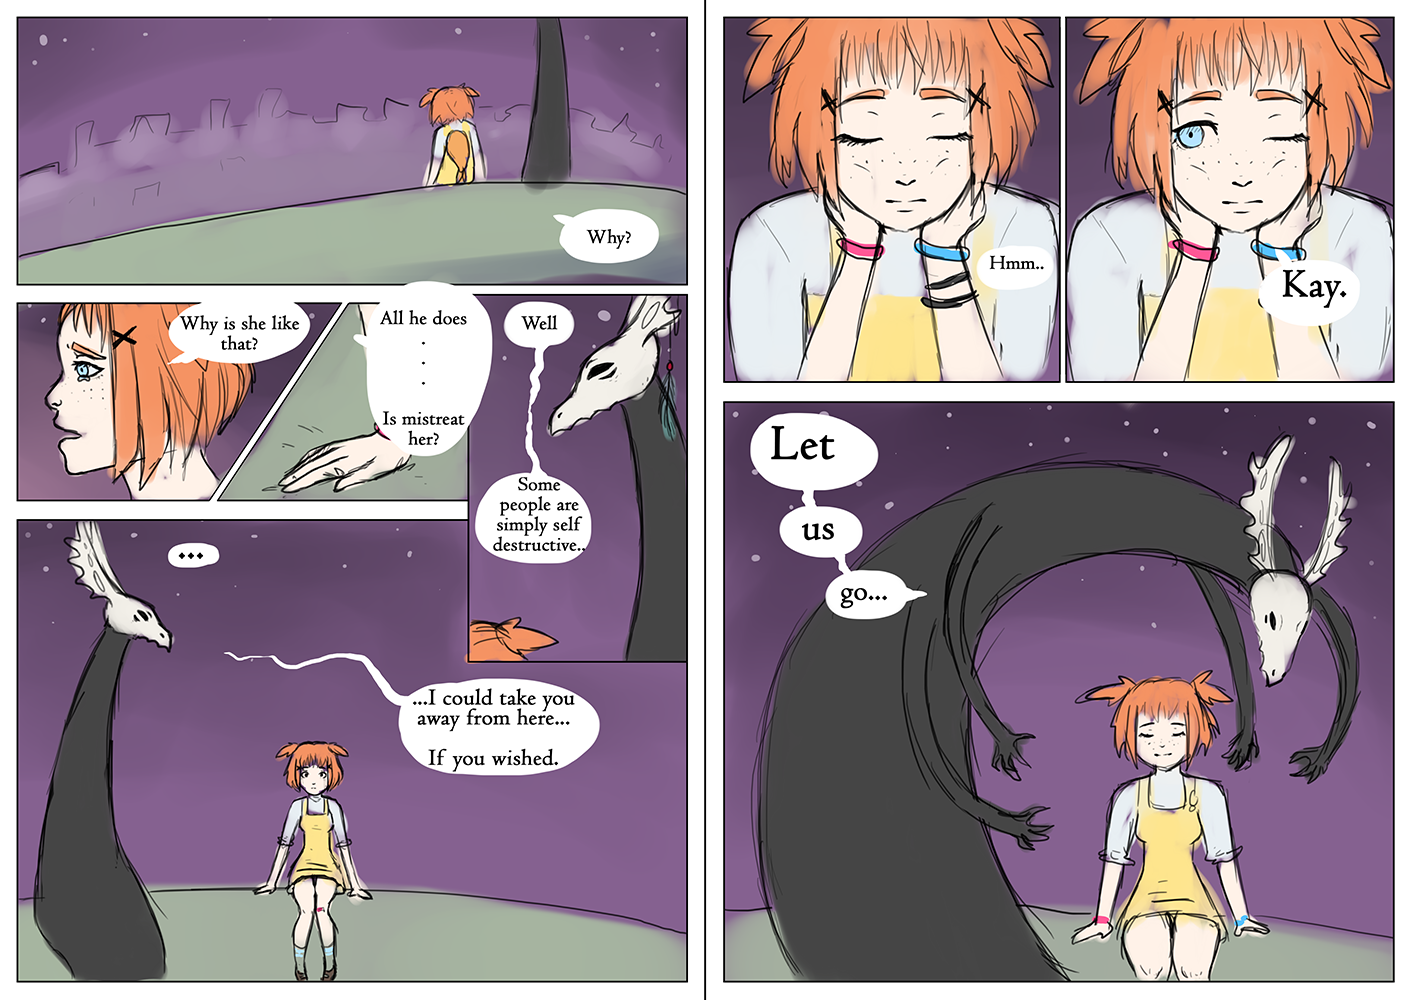 Why?
Why is she like
that?
All he does
.
.
.
Is mistreat
her?
Well
Some
people are
simply self
destructive..
...
...I could take you
away from here...
If you wished.
Hmm..
Kay.
Let
us
go...